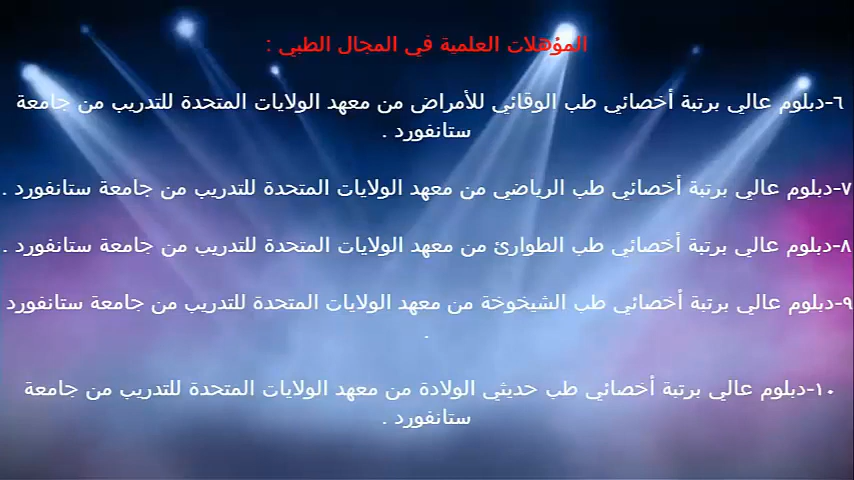 المؤهلات العلمية في المجال الطبي :
٦-دبلوم عالي برتبة أخصائي طب الوقائي للأمراض من معهد الولايات المتحدة للتدريب من جامعة
ستانفورد .
٧-دبلوم عالي برتبة أخصائي طب الرياضي من معهد الولايات المتحدة للتدريب من جامعة ستانفورد .
٨-دبلوم عالي برتبة أخصائي طب الطوارئ من معهد الولايات المتحدة للتدريب من جامعة ستانفورد .
٩-دبلوم عالي برتبة أخصائي طب الشيخوخة من معهد الولايات المتحدة للتدريب من جامعة ستانفورد
.
١٠-دبلوم عالي برتبة أخصائي طب حديثي الولادة من معهد الولايات المتحدة للتدريب من جامعة
ستانفورد .